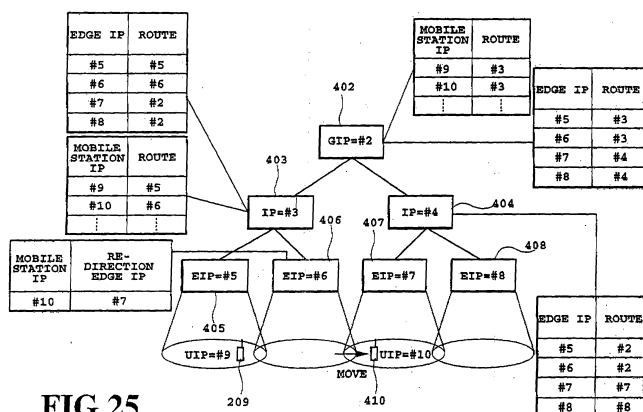 EDGE IP ROUTE
#5 #5
#6 #6
#7 #2
#8 #2
MOBILE STATION IP ROUTE
#9 #5
#10 #6
MOBILE STATION IP RE-DIRECTION EDGE IP
#10 #7
402
GIP=#2
MOBILE STATION IP ROUTE
#9 #3
#10 #3
EDGE IP ROUTE
#5 #3
#6 #3
#7 #4
#8 #4
403
IP=#3
IP=#4
404
406
407
408
EIP=#5
EIP=#6
EIP=#7
EIP=#8
405
UIP=#9
UIP=#10
MOVE
209
410
EDGE IP ROUTE
#5 #2
#6 #2
#7 #7
#8 #8
FIG.25